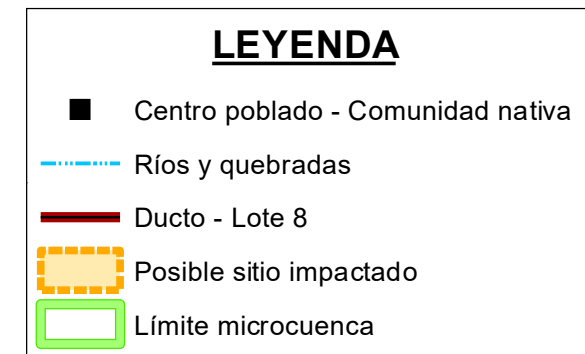 LEYENDA
Centro poblado - Comunidad nativa
Ríos y quebradas
Ducto - Lote 8
Posible sitio impactado
Límite microcuenca